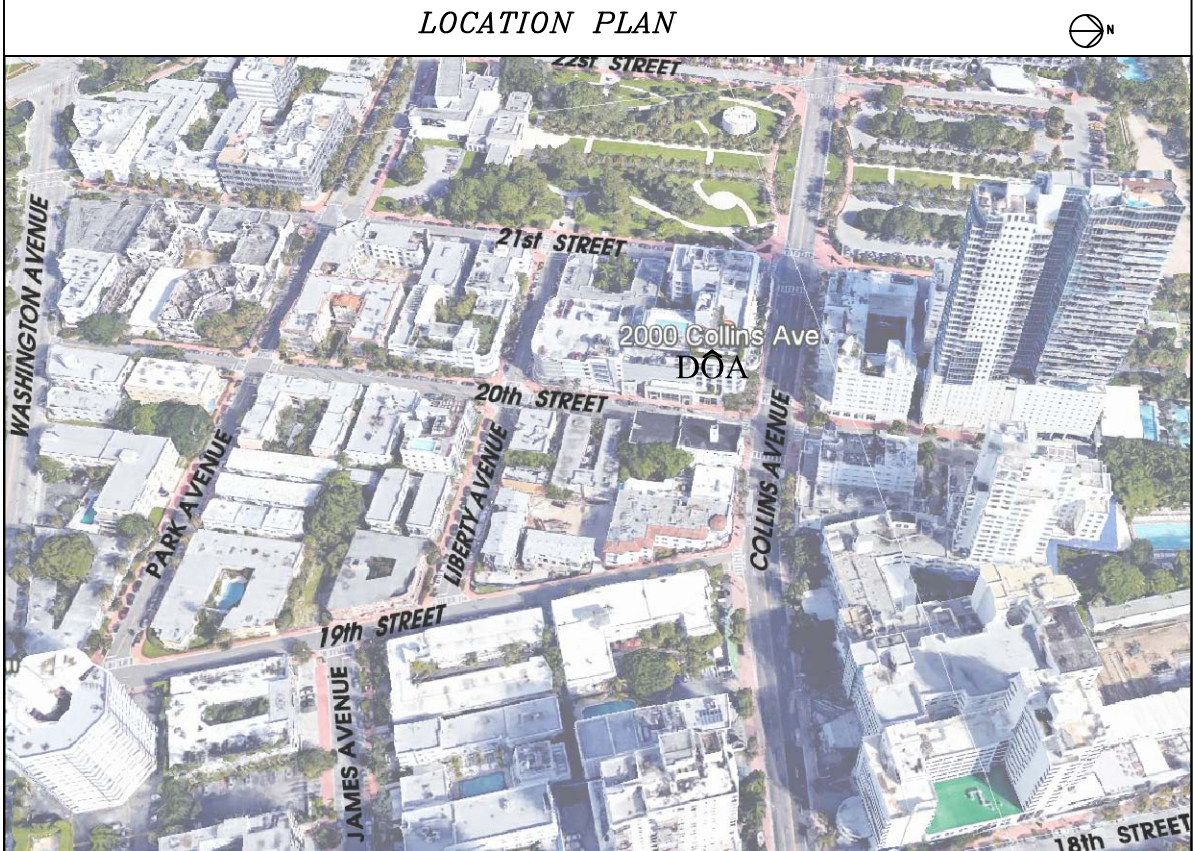 LOCATION PLAN
N
22st STREET
WASHINGTON AVENUE
21st STREET
2000 Collins Ave
DÔA
20th STREET
COLLINS AVENUE
PARK AVENUE
LIBERTY AVENUE
19th STREET
JAMES AVENUE
18th STREET